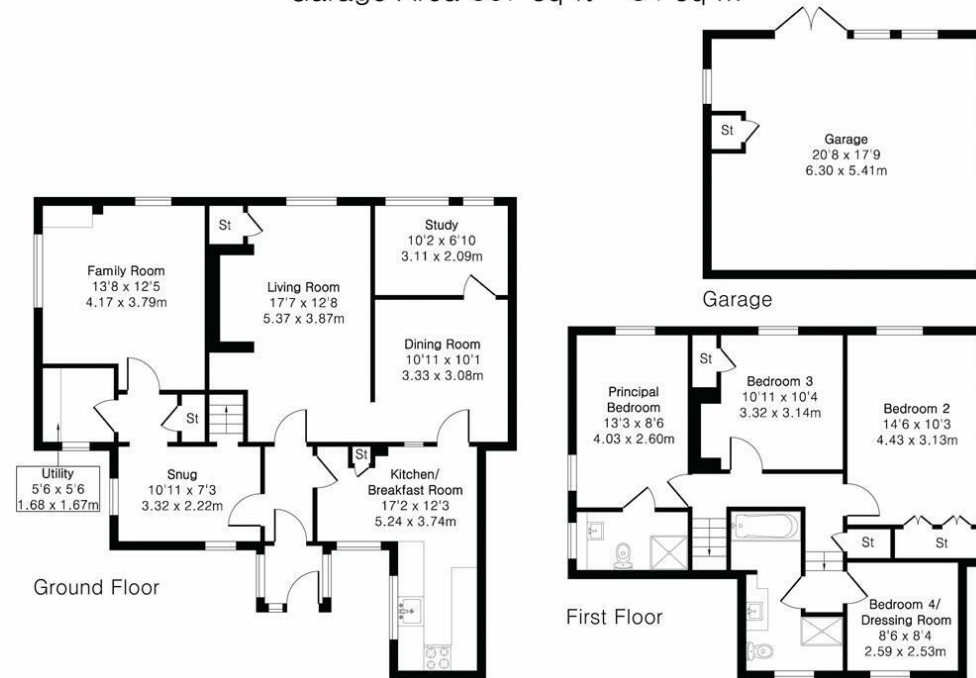 Garage
20'8 x 17'9
6.30 x 5.41m
St
Garage
Family Room
13'8 x 12'5
4.17 x 3.79m
St
Living Room
17'7 x 12'8
5.37 x 3.87m
Study
10'2 x 6'10
3.11 x 2.09m
Dining Room
10'11 x 10'1
3.33 x 3.08m
St
Utility
5'6 x 5'6
1.68 x 1.67m
Snug
10'11 x 7'3
3.32 x 2.22m
St
Kitchen/
Breakfast Room
17'2 x 12'3
5.24 x 3.74m
Ground Floor
Principal
Bedroom
13'3 x 8'6
4.03 x 2.60m
St
Bedroom 3
10'11 x 10'4
3.32 x 3.14m
Bedroom 2
14'6 x 10'3
4.43 x 3.13m
St
St
Bedroom 4/
Dressing Room
8'6 x 8'4
2.59 x 2.53m
First Floor